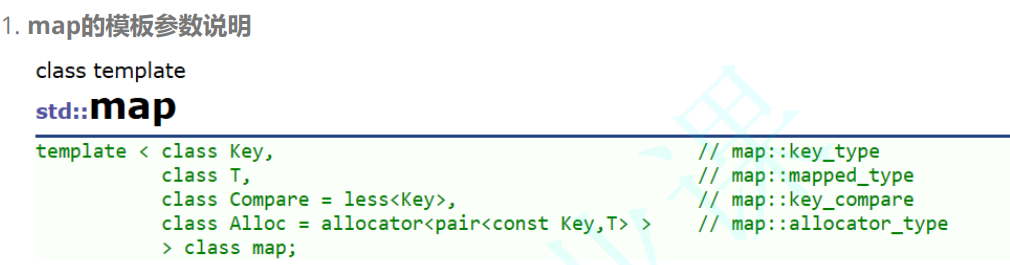 1. map的模板参数说明
class template
std::map
template < class Key, // map::key_type
class T, // map::mapped_type
class Compare = less<Key>, // map::key_compare
class Alloc = allocator<pair<const Key,T> > // map::allocator_type
> class map;